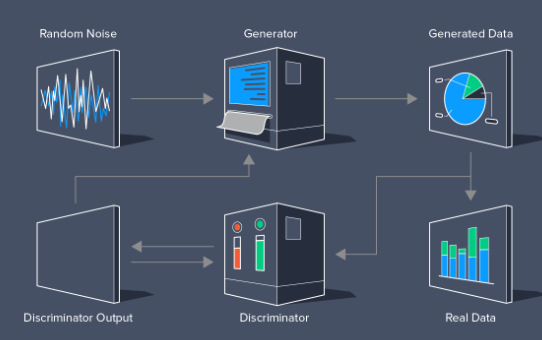 Random Noise
Generator
Generated Data
Discriminator Output
Discriminator
Real Data